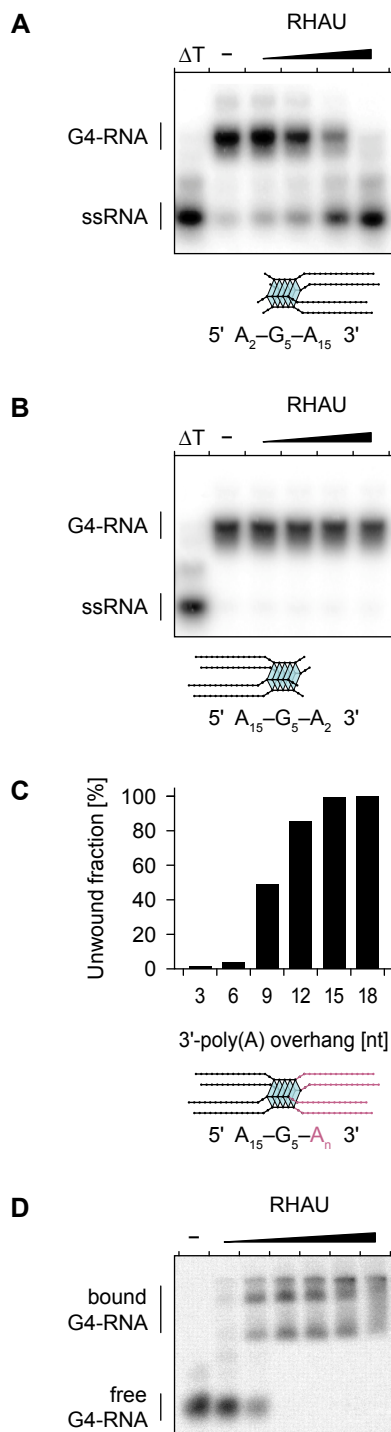 A
RHAU
ΔT –
G4-RNA
ssRNA
5' A₂–G₅–A₁₅ 3'
B
RHAU
ΔT –
G4-RNA
ssRNA
5' A₁₅–G₅–A₂ 3'
C
Unwound fraction [%]
100
80
60
40
20
0
3 6 9 12 15 18
3'-poly(A) overhang [nt]
5' A₁₅–G₅–Aₙ 3'
D
RHAU
–
bound
G4-RNA
free
G4-RNA